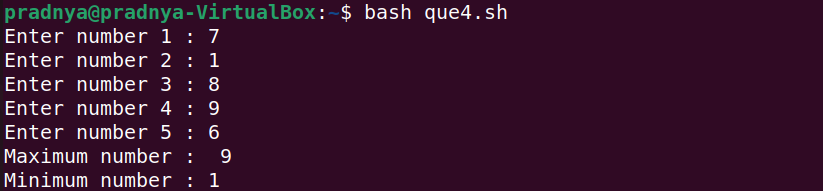 pradnya@pradnya-VirtualBox:~$ bash que4.sh
Enter number 1 : 7
Enter number 2 : 1
Enter number 3 : 8
Enter number 4 : 9
Enter number 5 : 6
Maximum number :  9
Minimum number : 1